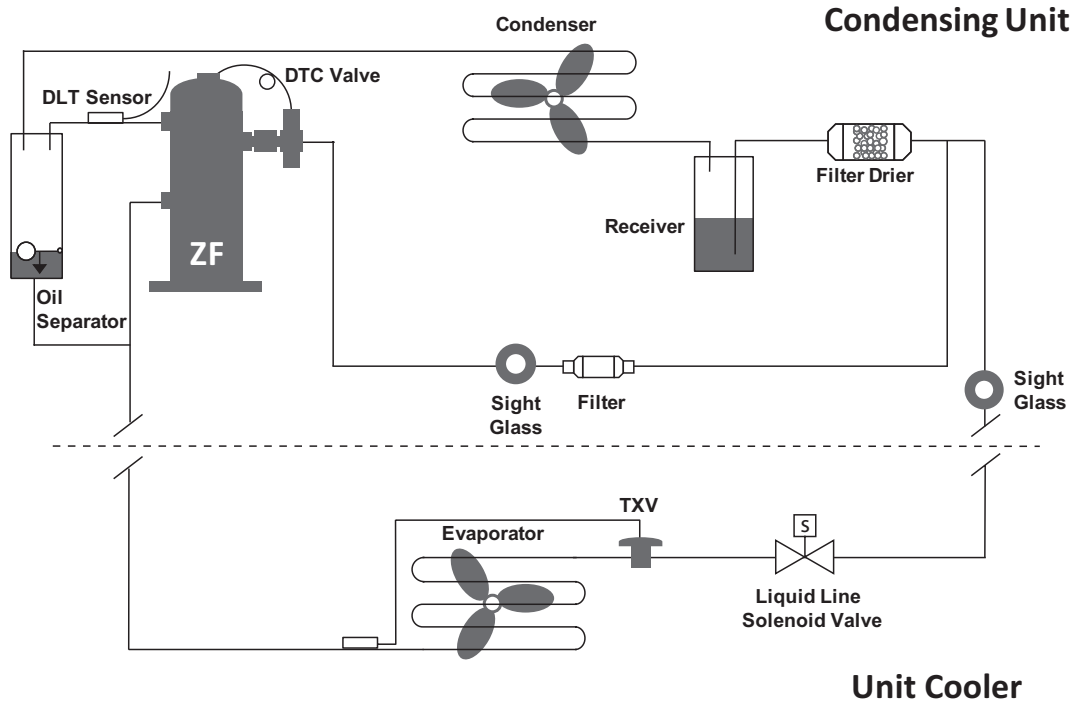 Condensing Unit
Condenser
DTC Valve
DLT Sensor
Filter Drier
Receiver
ZF
Oil
Separator
Sight
Glass
Filter
Sight
Glass
TXV
Evaporator
S
Liquid Line
Solenoid Valve
Unit Cooler